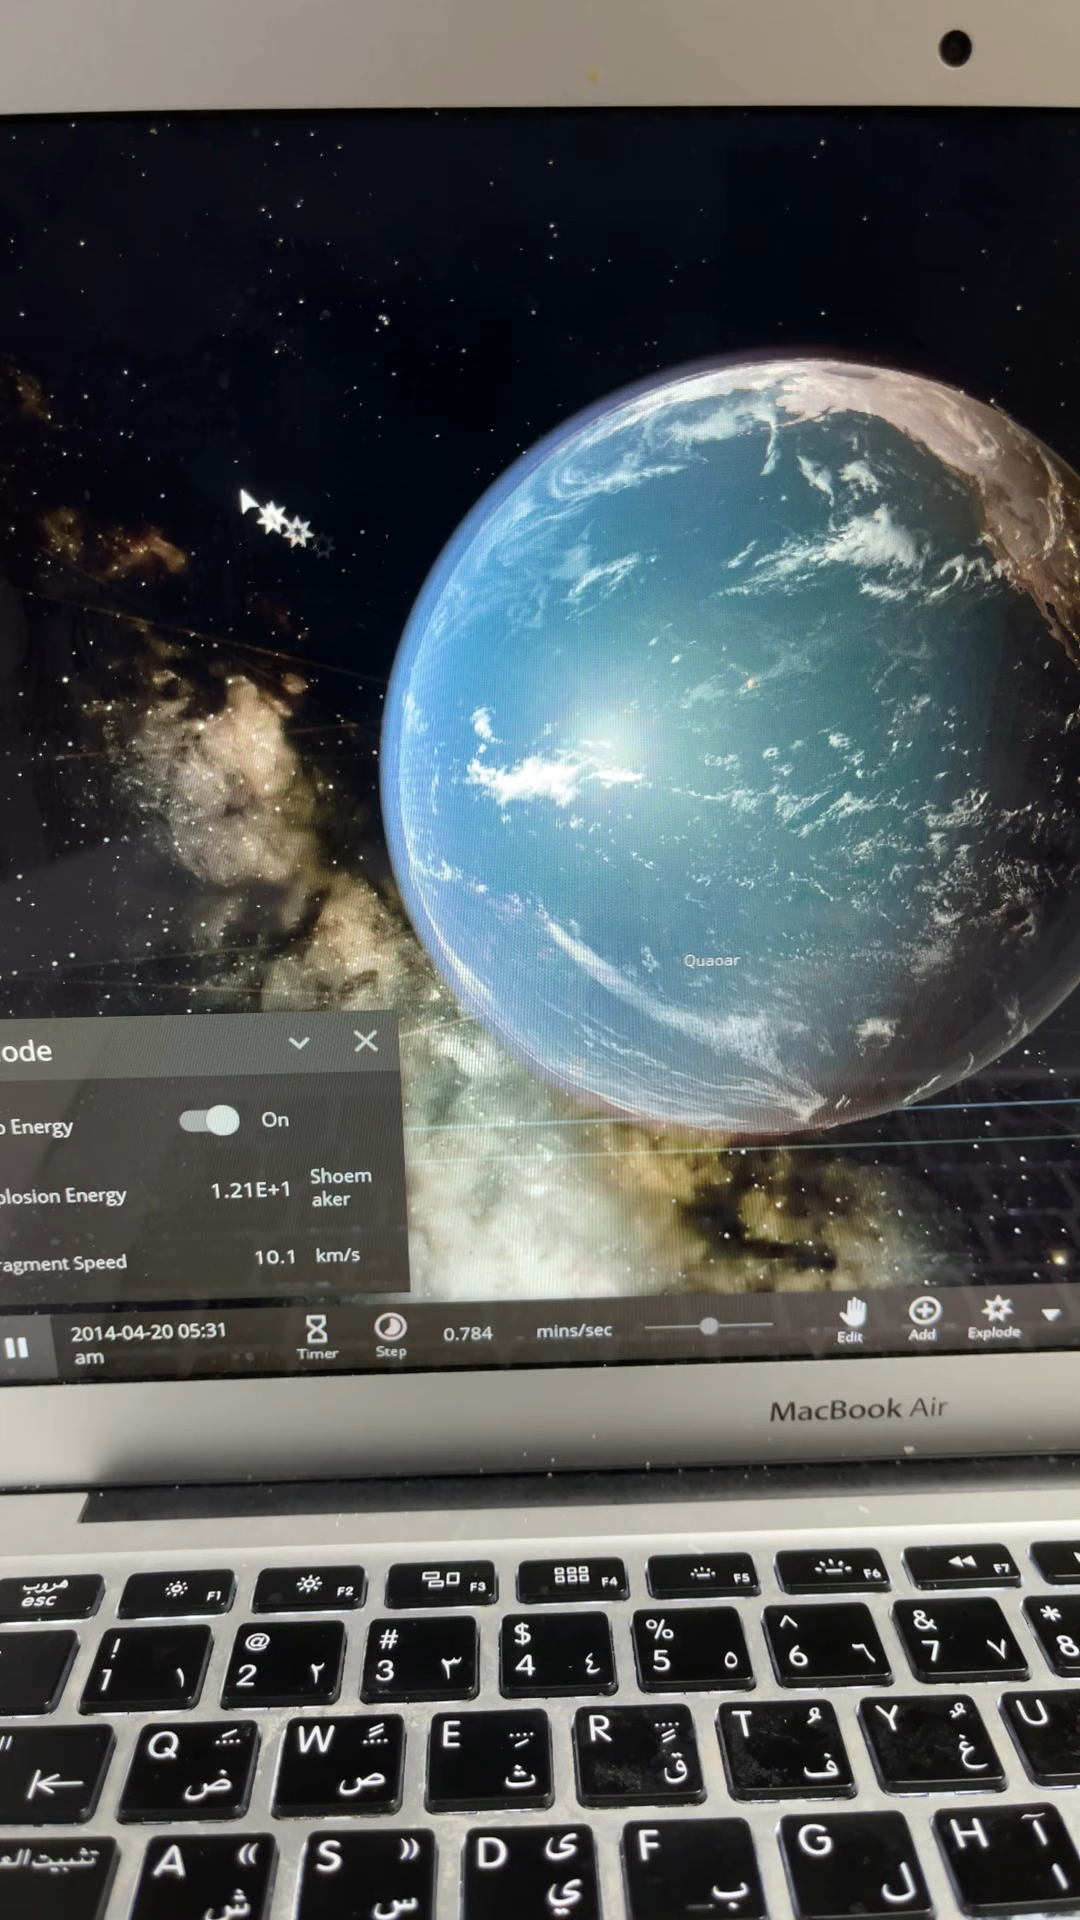 Quaoar
ode
o Energy
On
plosion Energy
1.21E+1
Shoem
aker
ragment Speed
10.1
km/s
2014-04-20 05:31
am
Timer
Step
0.784
mins/sec
Edit
Add
Explode
MacBook Air
هروب
esc
F1
F2
F3
F4
F5
F6
F7
! 1 ١
@ 2 ٢
# 3 ٣
$ 4 ٤
% 5 ٥
^ 6 ٦
& 7 ٧
* 8
Q ض
W ص
E ث
R ق
T ف
Y غ
U
تثبيت
A » ش
S « س
D ى ي
F ب
G ل
H آ ا